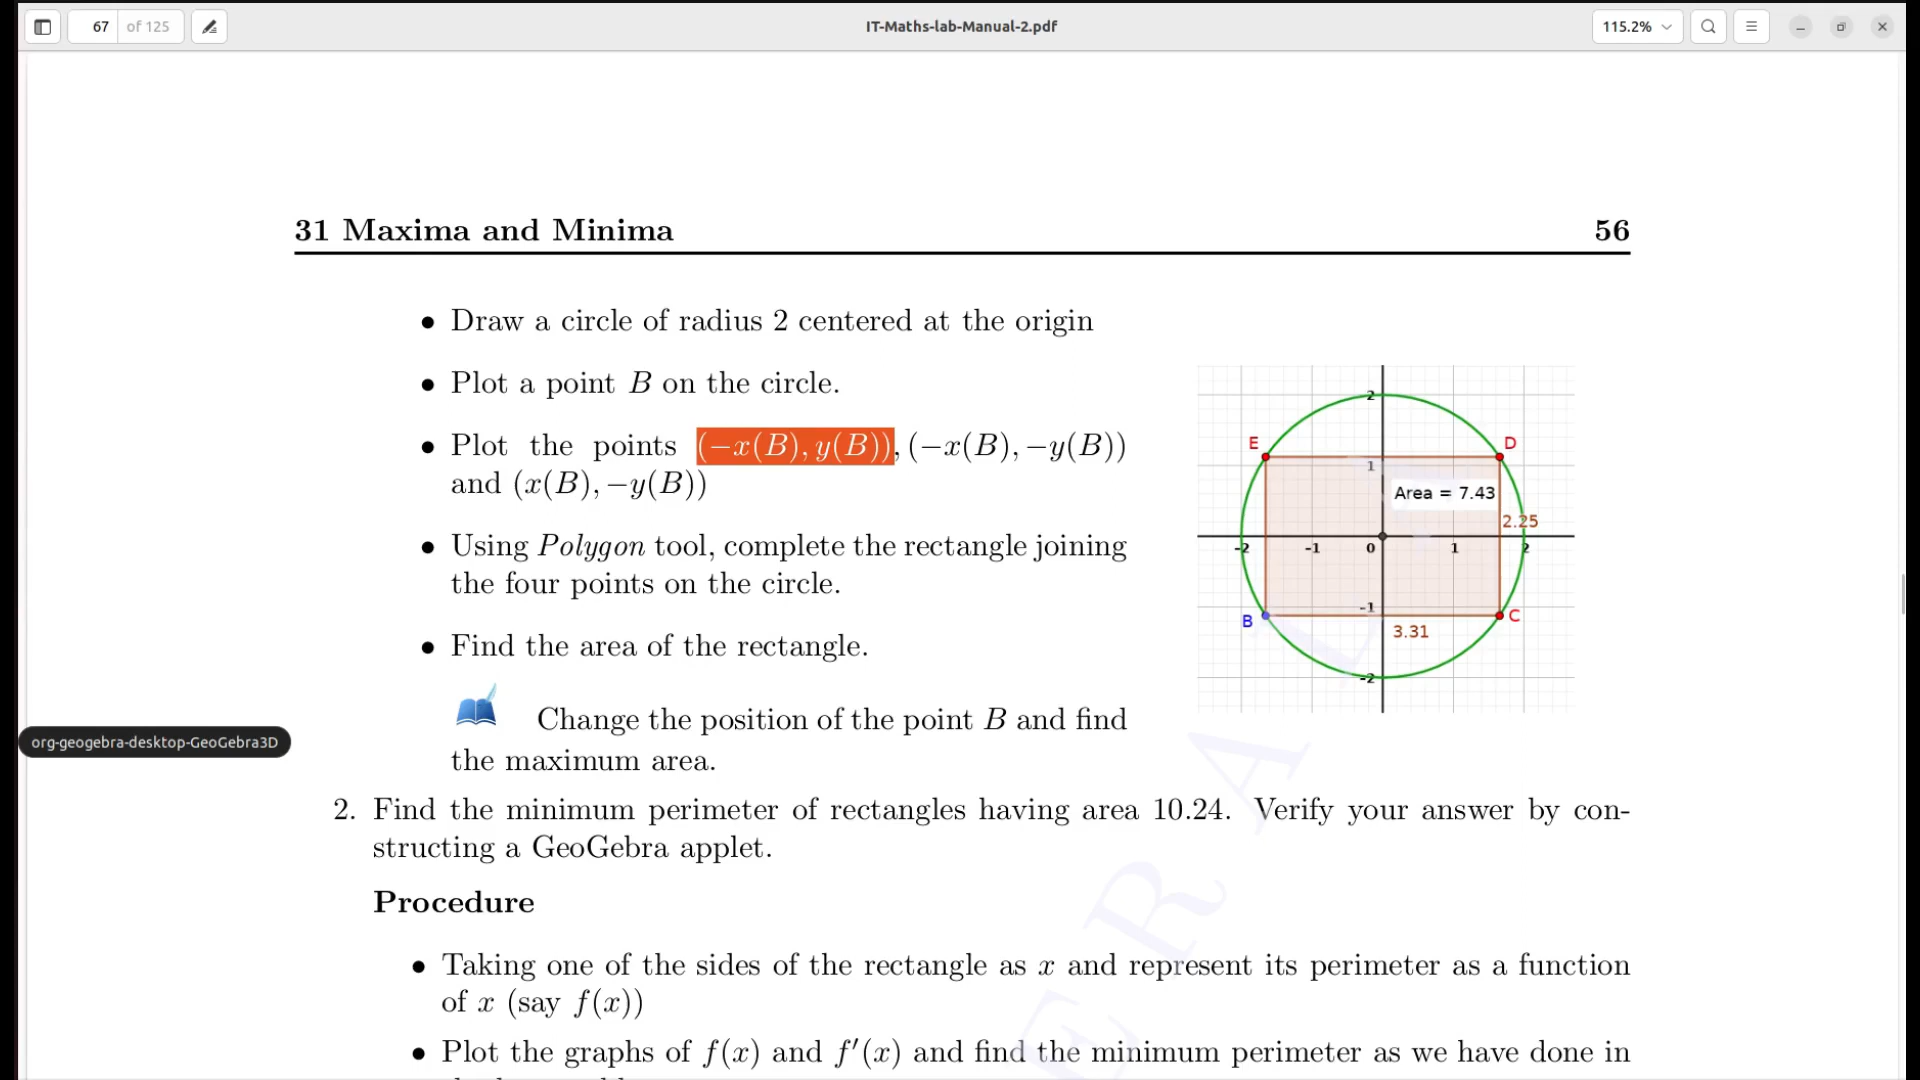 67 of 125
IT-Maths-lab-Manual-2.pdf
115.2%
31 Maxima and Minima 56
• Draw a circle of radius 2 centered at the origin
• Plot a point B on the circle.
• Plot the points (−x(B), y(B)), (−x(B), −y(B))
and (x(B), −y(B))
• Using Polygon tool, complete the rectangle joining
the four points on the circle.
• Find the area of the rectangle.
Change the position of the point B and find
the maximum area.
2
E D
1
Area = 7.43
2.25
-2 -1 0 1 2
-1
B C
3.31
-2
org-geogebra-desktop-GeoGebra3D
2. Find the minimum perimeter of rectangles having area 10.24. Verify your answer by con-
structing a GeoGebra applet.
Procedure
• Taking one of the sides of the rectangle as x and represent its perimeter as a function
of x (say f(x))
• Plot the graphs of f(x) and f′(x) and find the minimum perimeter as we have done in
E R A L